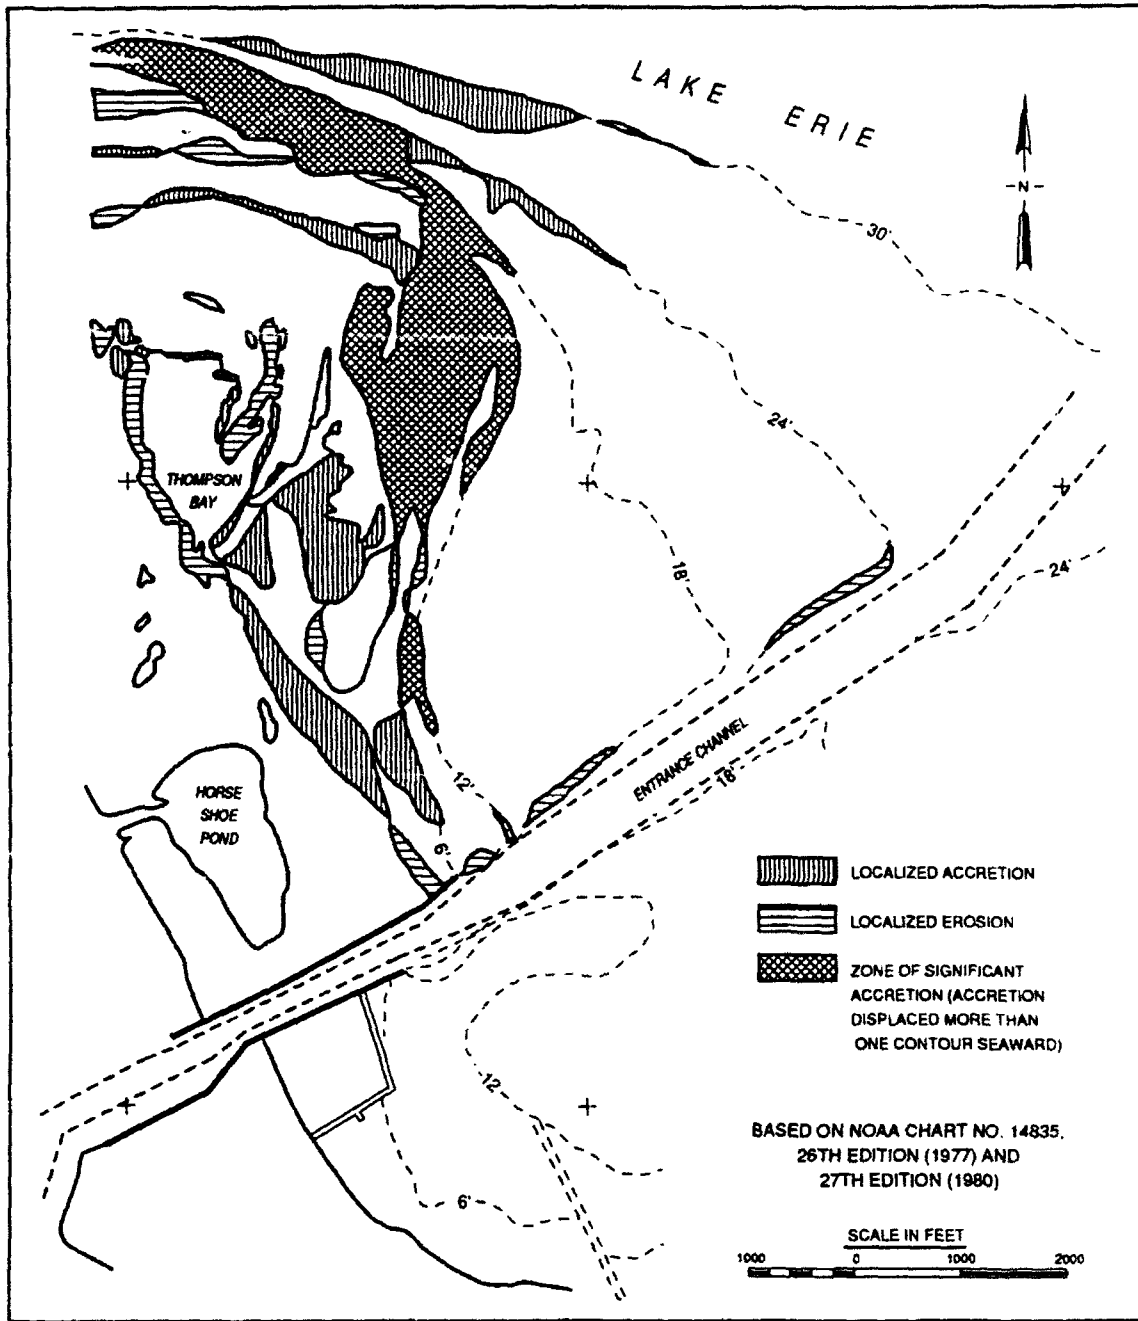 LAKE ERIE
N
30'
24'
THOMPSON
BAY
18'
24'
ENTRANCE CHANNEL
18'
12'
HORSE
SHOE
POND
6'
LOCALIZED ACCRETION
LOCALIZED EROSION
ZONE OF SIGNIFICANT
ACCRETION (ACCRETION
DISPLACED MORE THAN
ONE CONTOUR SEAWARD)
12
6'
BASED ON NOAA CHART NO. 14835,
26TH EDITION (1977) AND
27TH EDITION (1980)
SCALE IN FEET
1000 0 1000 2000